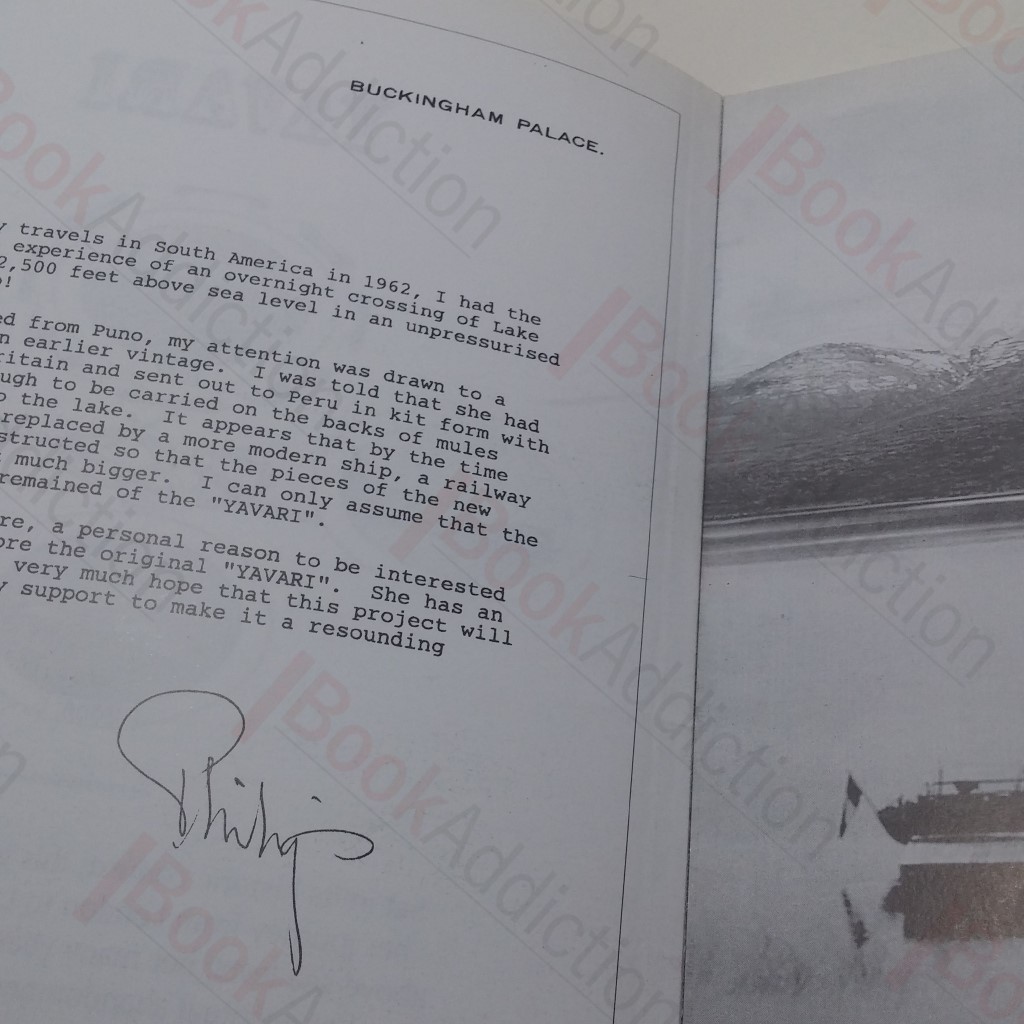 BUCKINGHAM PALACE.
travels in South America in 1962, I had the
experience of an overnight crossing of Lake
2,500 feet above sea level in an unpressurised
!
ed from Puno, my attention was drawn to a
n earlier vintage. I was told that she had
ritain and sent out to Peru in kit form with
ugh to be carried on the backs of mules
o the lake. It appears that by the time
replaced by a more modern ship, a railway
structed so that the pieces of the new
much bigger. I can only assume that the
remained of the "YAVARI".
re, a personal reason to be interested
ore the original "YAVARI". She has an
very much hope that this project will
y support to make it a resounding
Philip
BookAddiction